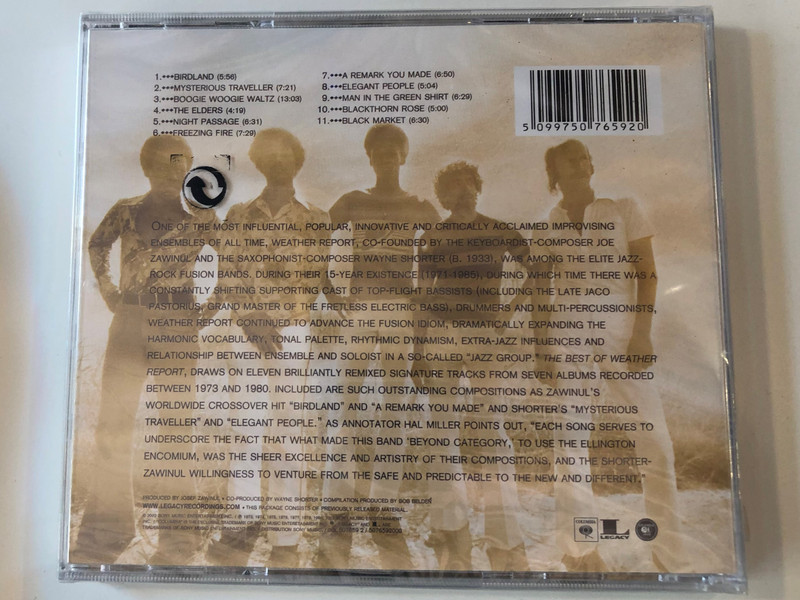 1.•••BIRDLAND (5:56)
2.•••MYSTERIOUS TRAVELLER (7:21)
3.•••BOOGIE WOOGIE WALTZ (13:03)
4.•••THE ELDERS (4:19)
5.•••NIGHT PASSAGE (6:31)
6.•••FREEZING FIRE (7:29)
7.•••A REMARK YOU MADE (6:50)
8.•••ELEGANT PEOPLE (5:04)
9.•••MAN IN THE GREEN SHIRT (6:29)
10.•••BLACKTHORN ROSE (5:00)
11.•••BLACK MARKET (6:30)
5 099750 765920
ONE OF THE MOST INFLUENTIAL, POPULAR, INNOVATIVE AND CRITICALLY ACCLAIMED IMPROVISING
ENSEMBLES OF ALL TIME, WEATHER REPORT, CO-FOUNDED BY THE KEYBOARDIST-COMPOSER JOE
ZAWINUL AND THE SAXOPHONIST-COMPOSER WAYNE SHORTER (B. 1933), WAS AMONG THE ELITE JAZZ-
ROCK FUSION BANDS. DURING THEIR 15-YEAR EXISTENCE (1971-1985), DURING WHICH TIME THERE WAS A
CONSTANTLY SHIFTING SUPPORTING CAST OF TOP-FLIGHT BASSISTS (INCLUDING THE LATE JACO
PASTORIUS, GRAND MASTER OF THE FRETLESS ELECTRIC BASS), DRUMMERS AND MULTI-PERCUSSIONISTS,
WEATHER REPORT CONTINUED TO ADVANCE THE FUSION IDIOM, DRAMATICALLY EXPANDING THE
HARMONIC VOCABULARY, TONAL PALETTE, RHYTHMIC DYNAMISM, EXTRA-JAZZ INFLUENCES AND
RELATIONSHIP BETWEEN ENSEMBLE AND SOLOIST IN A SO-CALLED "JAZZ GROUP." THE BEST OF WEATHER
REPORT, DRAWS ON ELEVEN BRILLIANTLY REMIXED SIGNATURE TRACKS FROM SEVEN ALBUMS RECORDED
BETWEEN 1973 AND 1980. INCLUDED ARE SUCH OUTSTANDING COMPOSITIONS AS ZAWINUL'S
WORLDWIDE CROSSOVER HIT "BIRDLAND" AND "A REMARK YOU MADE" AND SHORTER'S "MYSTERIOUS
TRAVELLER" AND "ELEGANT PEOPLE." AS ANNOTATOR HAL MILLER POINTS OUT, "EACH SONG SERVES TO
UNDERSCORE THE FACT THAT WHAT MADE THIS BAND 'BEYOND CATEGORY,' TO USE THE ELLINGTON
ENCOMIUM, WAS THE SHEER EXCELLENCE AND ARTISTRY OF THEIR COMPOSITIONS, AND THE SHORTER-
ZAWINUL WILLINGNESS TO VENTURE FROM THE SAFE AND PREDICTABLE TO THE NEW AND DIFFERENT."
PRODUCED BY JOSEF ZAWINUL • CO-PRODUCED BY WAYNE SHORTER • COMPILATION PRODUCED BY BOB BELDEN
WWW.LEGACYRECORDINGS.COM • THIS PACKAGE CONSISTS OF PREVIOUSLY RELEASED MATERIAL.
COLUMBIA
LEGACY